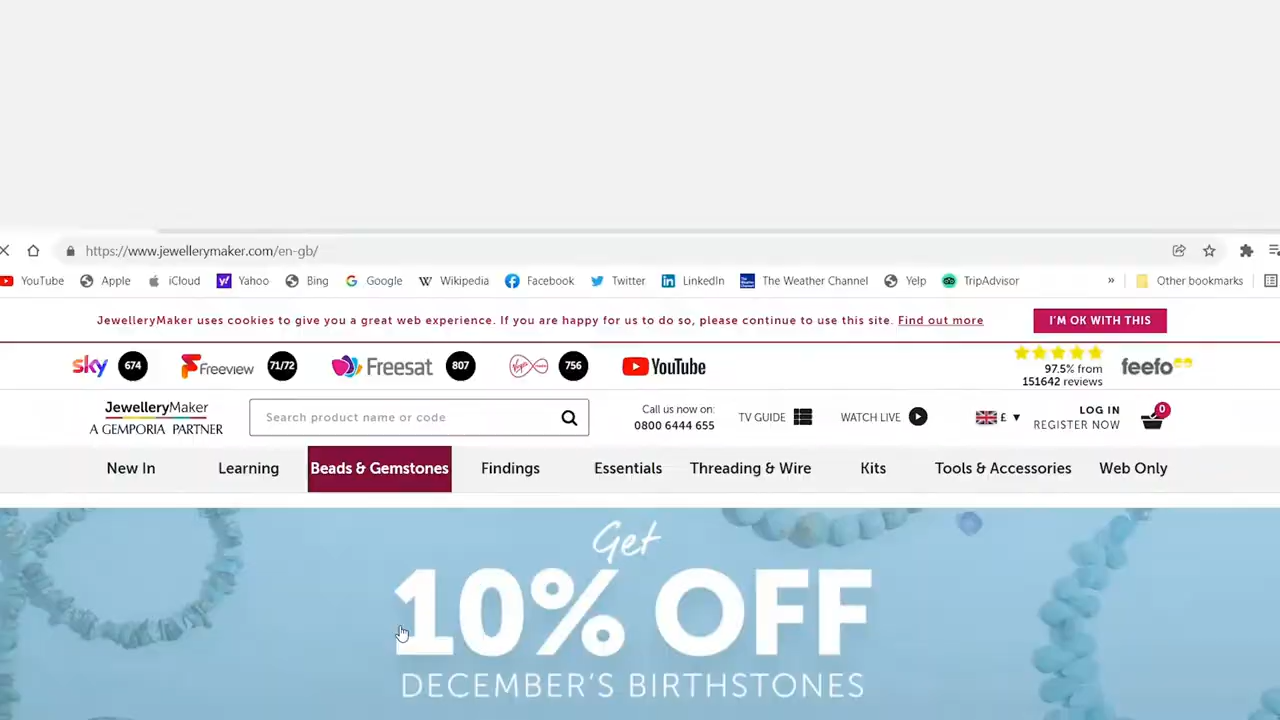 https://www.jewellerymaker.com/en-gb/
YouTube Apple iCloud Yahoo Bing Google Wikipedia Facebook Twitter LinkedIn The Weather Channel Yelp TripAdvisor » Other bookmarks
JewelleryMaker uses cookies to give you a great web experience. If you are happy for us to do so, please continue to use this site. Find out more I'M OK WITH THIS
sky 674 Freeview 71/72 Freesat 807 Virgin media 756 YouTube
97.5% from
151642 reviews
feefo
JewelleryMaker
A GEMPORIA PARTNER
Search product name or code
Call us now on:
0800 6444 655
TV GUIDE WATCH LIVE £
LOG IN
REGISTER NOW
0
New In Learning Beads & Gemstones Findings Essentials Threading & Wire Kits Tools & Accessories Web Only
Get
10% OFF
DECEMBER'S BIRTHSTONES